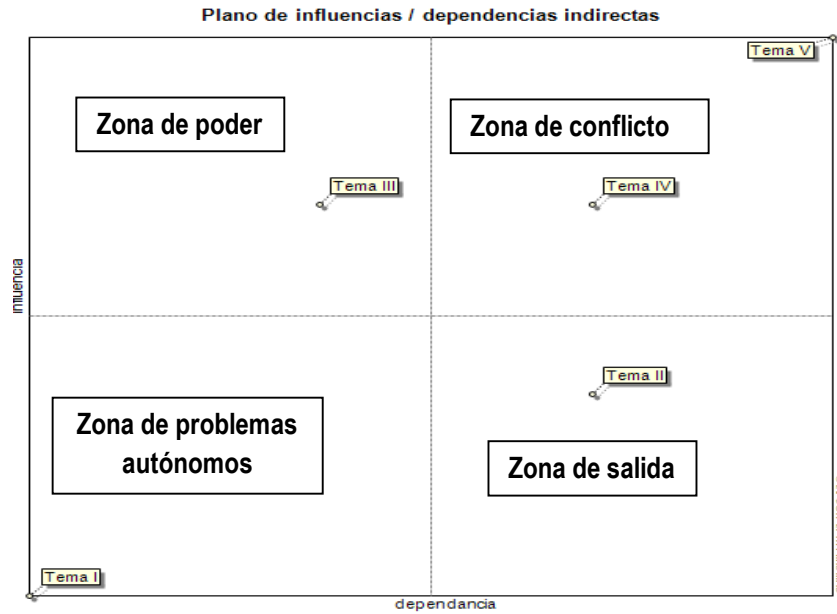 Plano de influencias / dependencias indirectas
Tema V
Zona de poder
Zona de conflicto
Tema III
Tema IV
influencia
Tema II
Zona de problemas
autónomos
Zona de salida
Tema I
dependancia